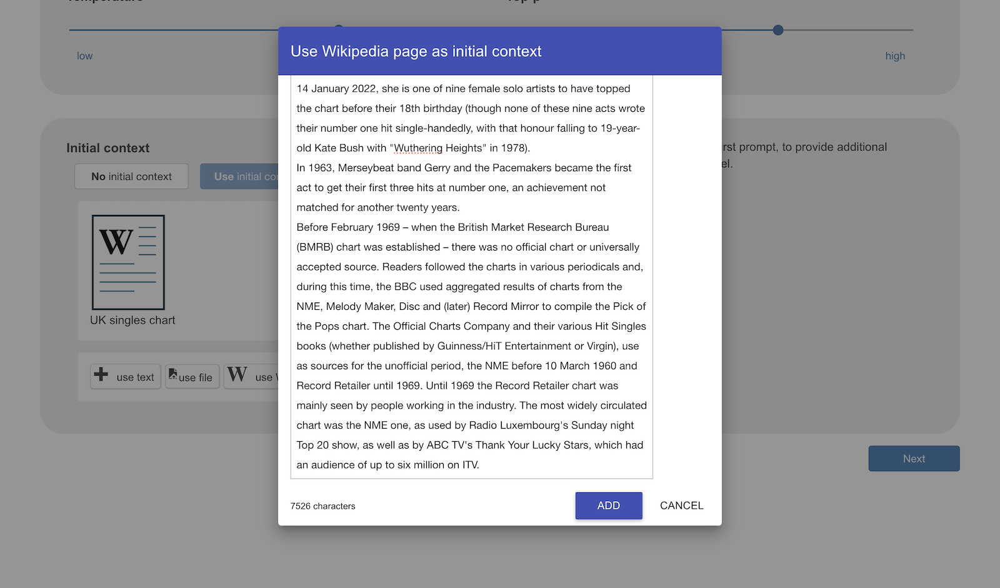 low
high
Use Wikipedia page as initial context
14 January 2022, she is one of nine female solo artists to have topped
the chart before their 18th birthday (though none of these nine acts wrote
their number one hit single-handedly, with that honour falling to 19-year-
old Kate Bush with "Wuthering Heights" in 1978).
In 1963, Merseybeat band Gerry and the Pacemakers became the first
act to get their first three hits at number one, an achievement not
matched for another twenty years.
Before February 1969 – when the British Market Research Bureau
(BMRB) chart was established – there was no official chart or universally
accepted source. Readers followed the charts in various periodicals and,
during this time, the BBC used aggregated results of charts from the
NME, Melody Maker, Disc and (later) Record Mirror to compile the Pick of
the Pops chart. The Official Charts Company and their various Hit Singles
books (whether published by Guinness/HiT Entertainment or Virgin), use
as sources for the unofficial period, the NME before 10 March 1960 and
Record Retailer until 1969. Until 1969 the Record Retailer chart was
mainly seen by people working in the industry. The most widely circulated
chart was the NME one, as used by Radio Luxembourg's Sunday night
Top 20 show, as well as by ABC TV's Thank Your Lucky Stars, which had
an audience of up to six million on ITV.
7526 characters
ADD
CANCEL
Initial context
No initial context
Use initial
W
UK singles chart
use text
use file
W use
prompt, to provide additional
Next